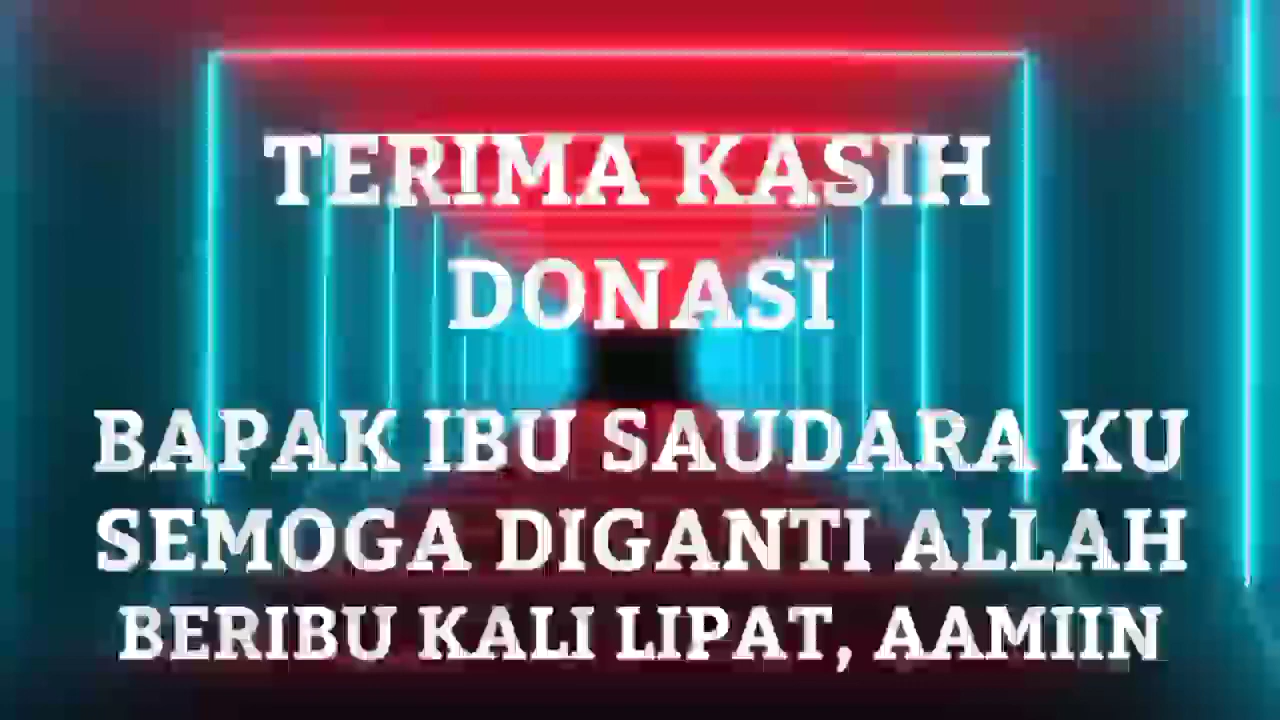 TERIMA KASIH
DONASI
BAPAK IBU SAUDARA KU
SEMOGA DIGANTI ALLAH
BERIBU KALI LIPAT, AAMIIN